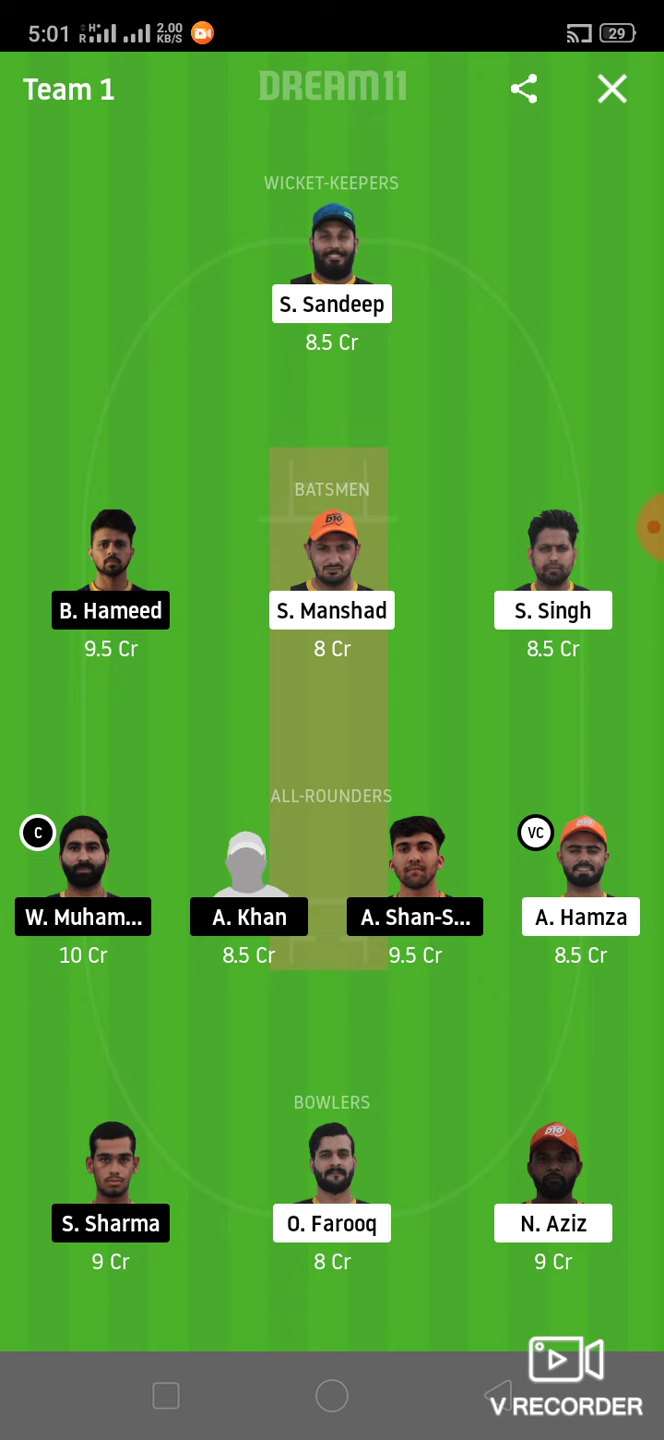 5:01 R H+ 2.00 KB/S 29
Team 1 DREAM11
WICKET-KEEPERS
S. Sandeep
8.5 Cr
BATSMEN
B. Hameed S. Manshad S. Singh
9.5 Cr 8 Cr 8.5 Cr
ALL-ROUNDERS
C VC
W. Muham... A. Khan A. Shan-S... A. Hamza
10 Cr 8.5 Cr 9.5 Cr 8.5 Cr
BOWLERS
S. Sharma O. Farooq N. Aziz
9 Cr 8 Cr 9 Cr
V RECORDER